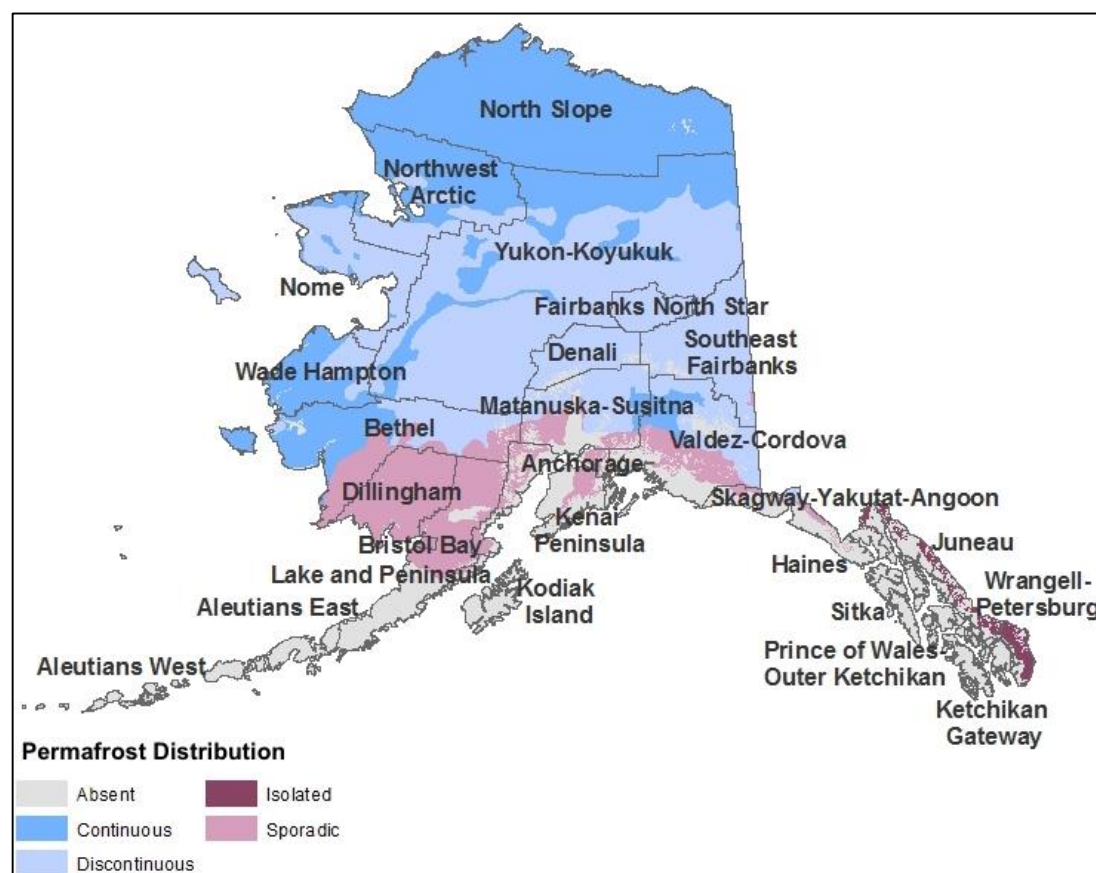 North Slope
Northwest
Arctic
Yukon-Koyukuk
Nome
Fairbanks North Star
Southeast
Fairbanks
Denali
Wade Hampton
Matanuska-Susitna
Bethel
Valdez-Cordova
Anchorage
Dillingham
Skagway-Yakutat-Angoon
Kenai
Peninsula
Bristol Bay
Juneau
Haines
Lake and Peninsula
Kodiak
Island
Wrangell-
Petersburg
Aleutians East
Sitka
Prince of Wales-
Outer Ketchikan
Aleutians West
Ketchikan
Gateway
Permafrost Distribution
Absent
Isolated
Continuous
Sporadic
Discontinuous